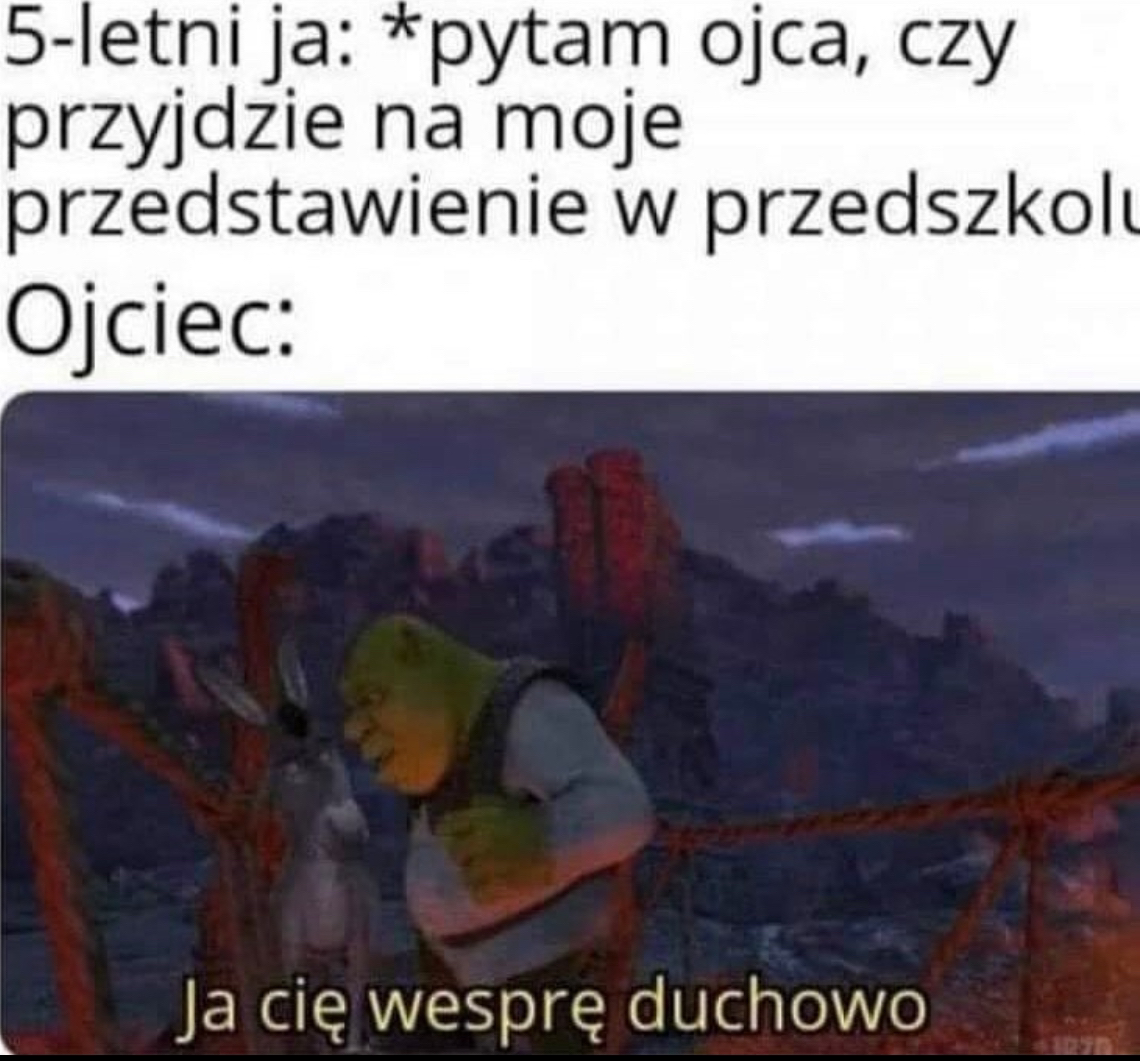 5-letni ja: *pytam ojca, czy
przyjdzie na moje
przedstawienie w przedszkolu
Ojciec:
Ja cię wesprę duchowo